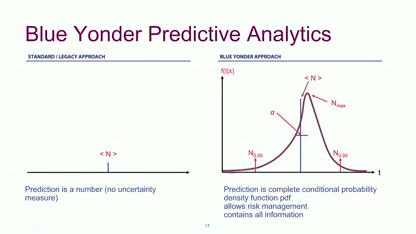 Blue Yonder Predictive Analytics
STANDARD / LEGACY APPROACH
BLUE YONDER APPROACH
f(t|x)
< N >
N_max
σ
< N >
N_0.05
N_0.95
t
Prediction is a number (no uncertainty
measure)
Prediction is complete conditional probability
density function pdf
allows risk management
contains all information
17